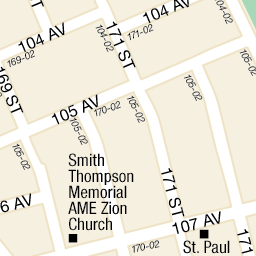 104 AV
104 AV
169-02
104-02
171-02
171 ST
169 ST
105 AV
170-02
105-02
105-02
105-02
105-02
Smith
Thompson
Memorial
AME Zion
Church
171 ST
6 AV
107 AV
170-02
St. Paul
171